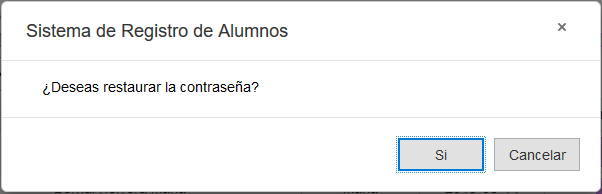 Sistema de Registro de Alumnos
×
¿Deseas restaurar la contraseña?
Si
Cancelar